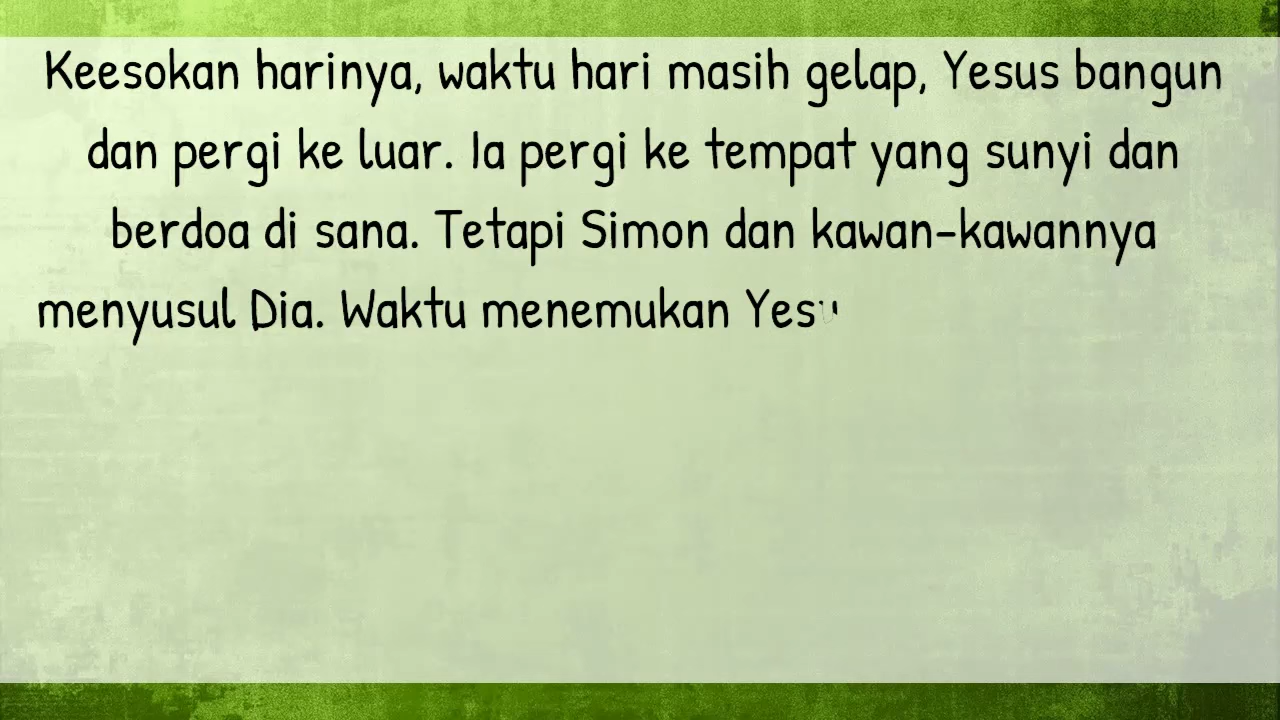 Keesokan harinya, waktu hari masih gelap, Yesus bangun
dan pergi ke luar. Ia pergi ke tempat yang sunyi dan
berdoa di sana. Tetapi Simon dan kawan-kawannya
menyusul Dia. Waktu menemukan Yesu